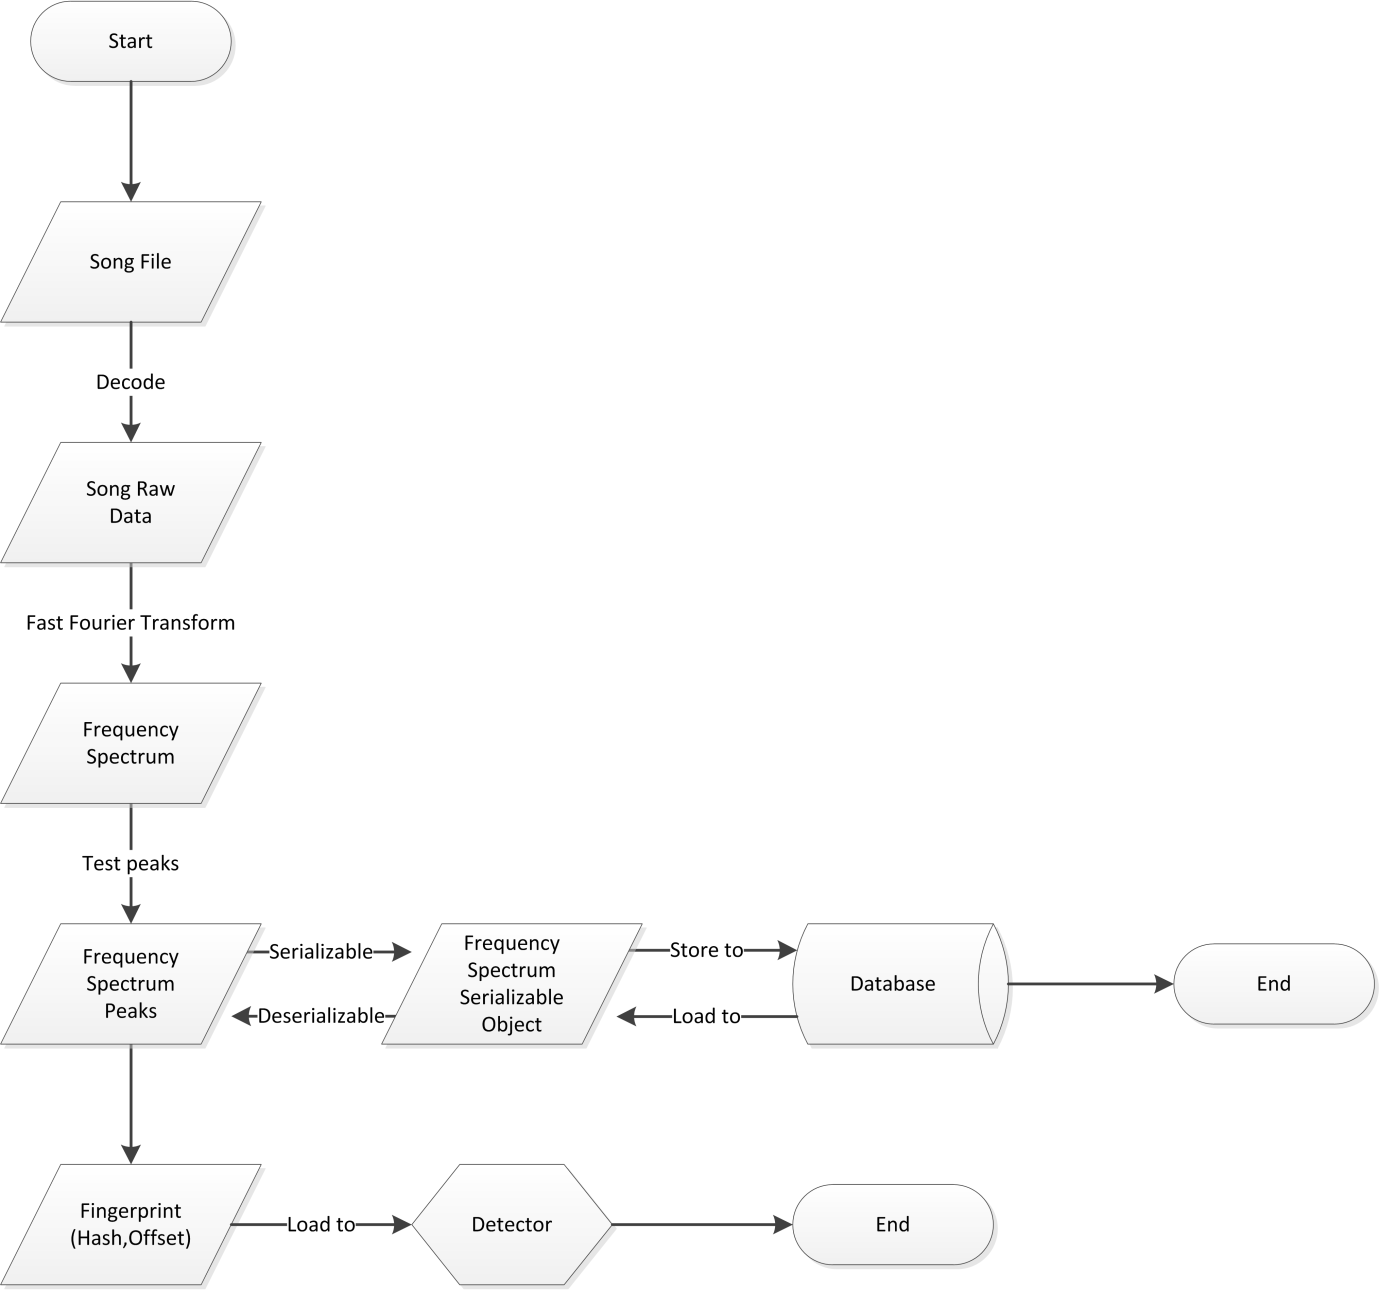 Start
Song File
Decode
Song Raw
Data
Fast Fourier Transform
Frequency
Spectrum
Test peaks
Frequency
Spectrum
Peaks
Serializable
Deserializable
Frequency
Spectrum
Serializable
Object
Store to
Load to
Database
End
Fingerprint
(Hash,Offset)
Load to
Detector
End